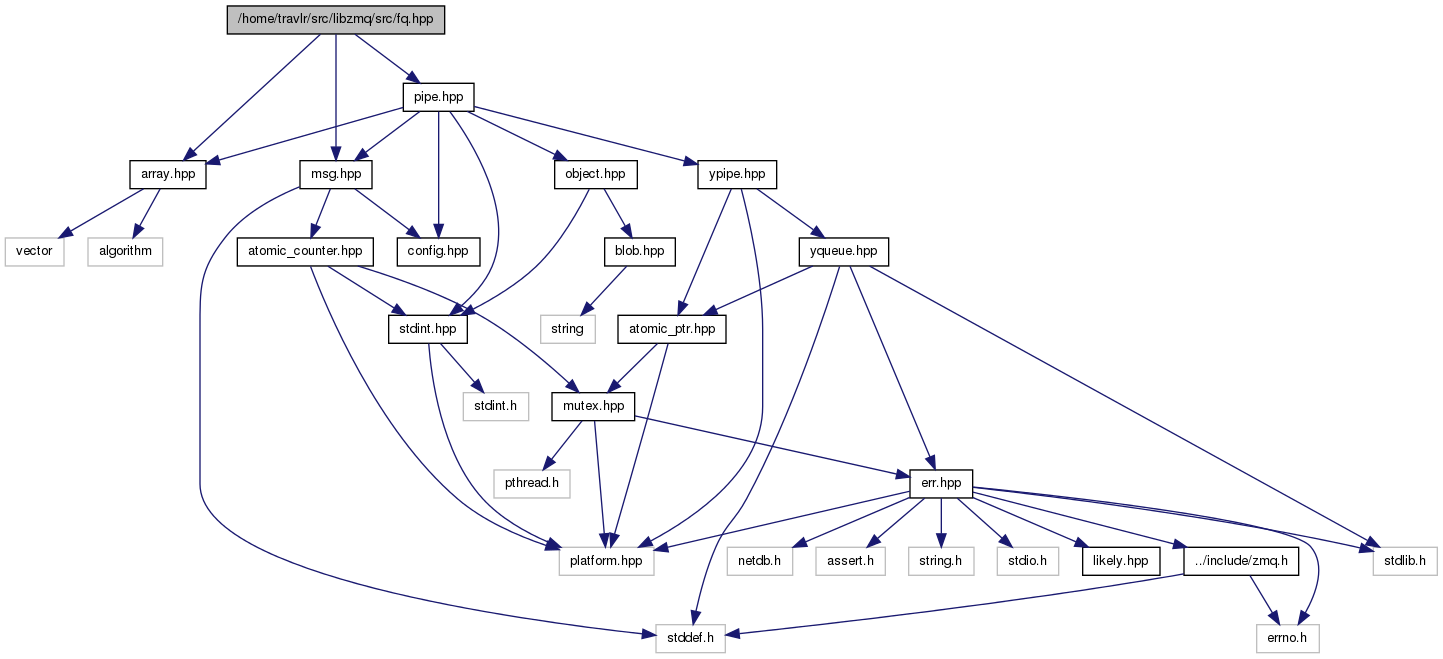 /home/travlr/src/libzmq/src/fq.hpp
pipe.hpp
array.hpp
msg.hpp
object.hpp
ypipe.hpp
vector
algorithm
atomic_counter.hpp
config.hpp
blob.hpp
yqueue.hpp
stdint.hpp
string
atomic_ptr.hpp
stdint.h
mutex.hpp
pthread.h
err.hpp
platform.hpp
netdb.h
assert.h
string.h
stdio.h
likely.hpp
../include/zmq.h
stdlib.h
stddef.h
errno.h